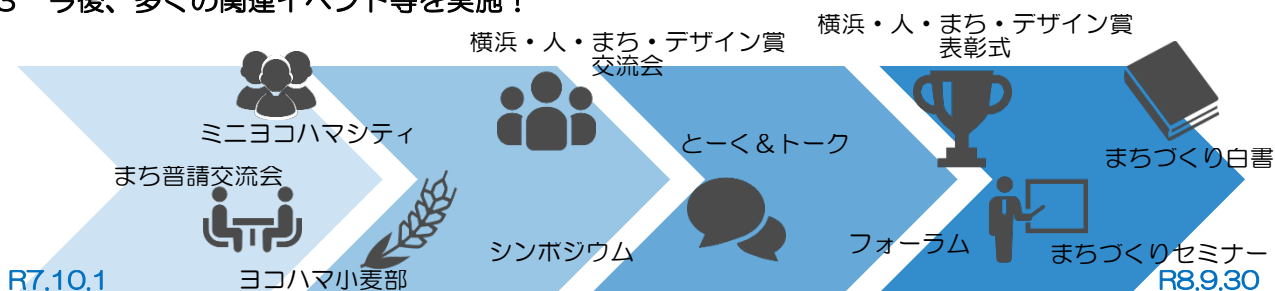 3　今後、多くの関連イベント等を実施！
横浜・人・まち・デザイン賞
交流会
横浜・人・まち・デザイン賞
表彰式
ミニヨコハマシティ
とーく＆トーク
まちづくり白書
まち普請交流会
シンポジウム
フォーラム
まちづくりセミナー
R7.10.1
ヨコハマ小麦部
R8.9.30